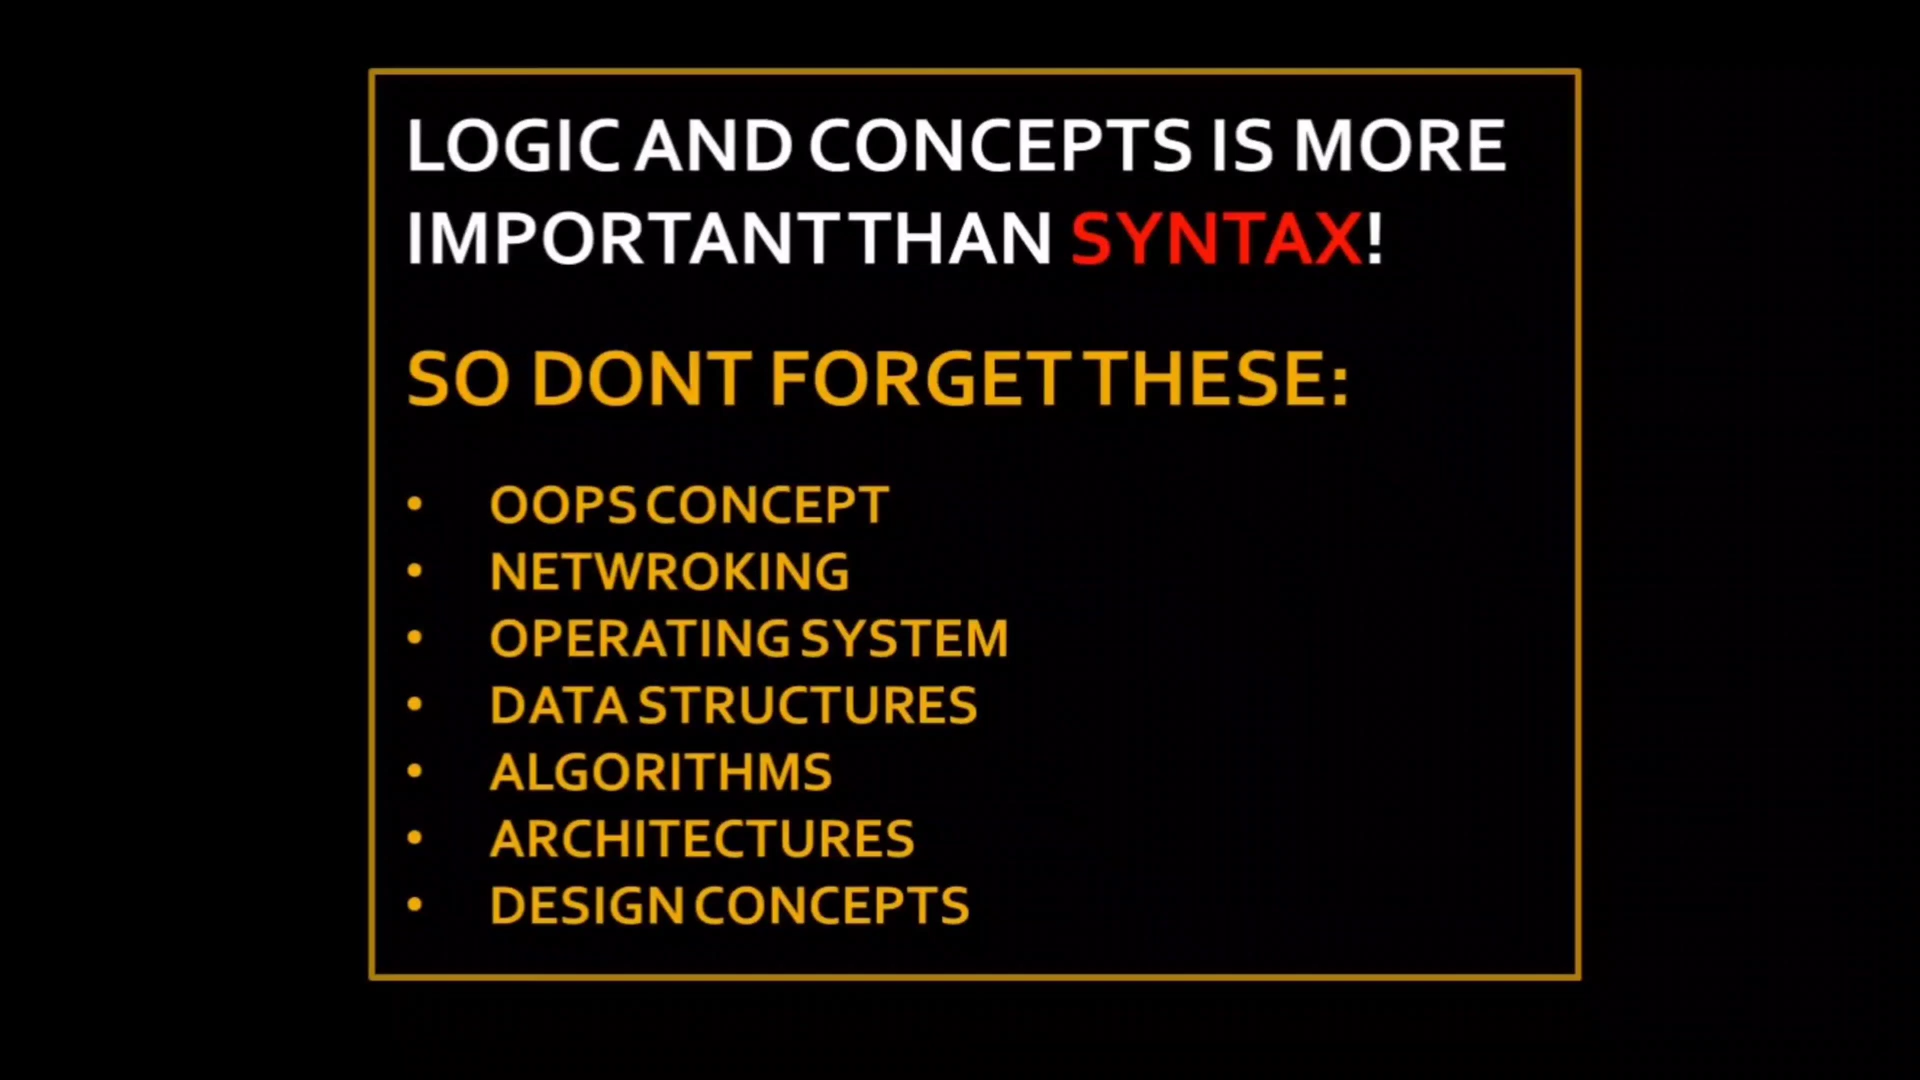 LOGIC AND CONCEPTS IS MORE
IMPORTANT THAN SYNTAX!
SO DONT FORGET THESE:
• OOPS CONCEPT
• NETWROKING
• OPERATING SYSTEM
• DATA STRUCTURES
• ALGORITHMS
• ARCHITECTURES
• DESIGN CONCEPTS